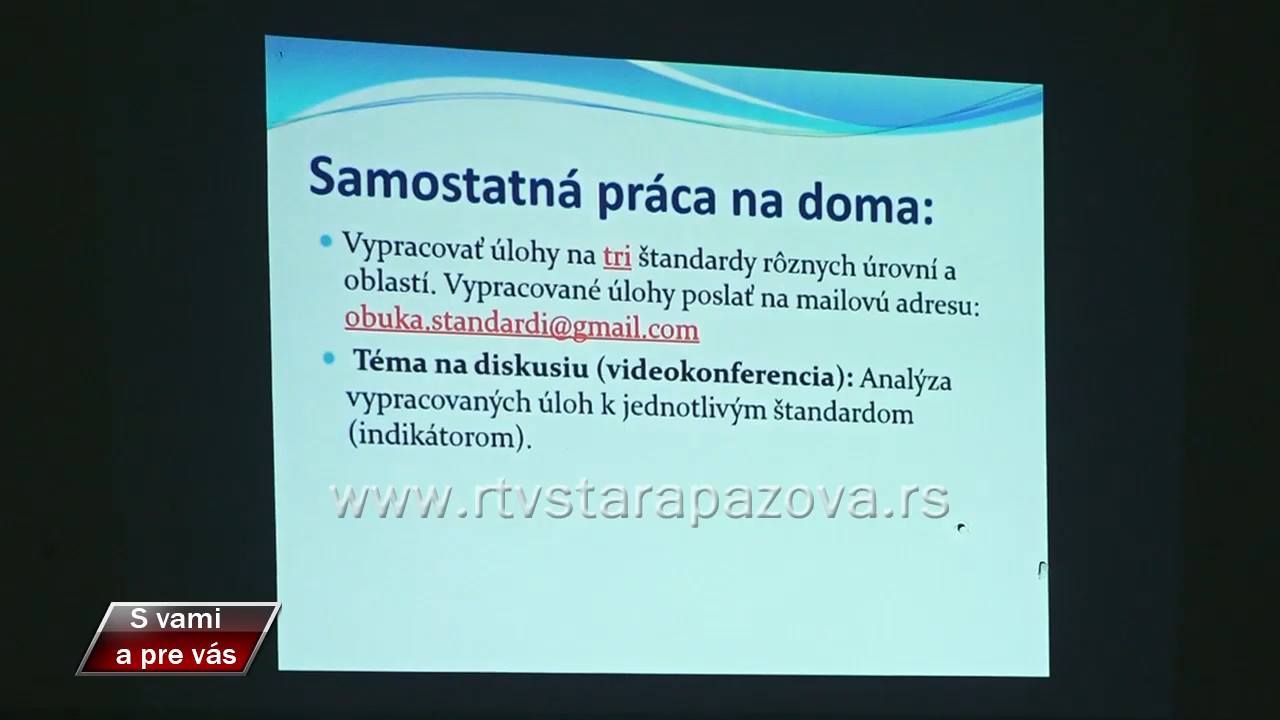 Samostatná práca na doma:
Vypracovať úlohy na tri štandardy rôznych úrovní a
oblastí. Vypracované úlohy poslať na mailovú adresu:
obuka.standardi@gmail.com
Téma na diskusiu (videokonferencia): Analýza
vypracovaných úloh k jednotlivým štandardom
(indikátorom).
www.rtvstarapazova.rs
S vami
a pre vás